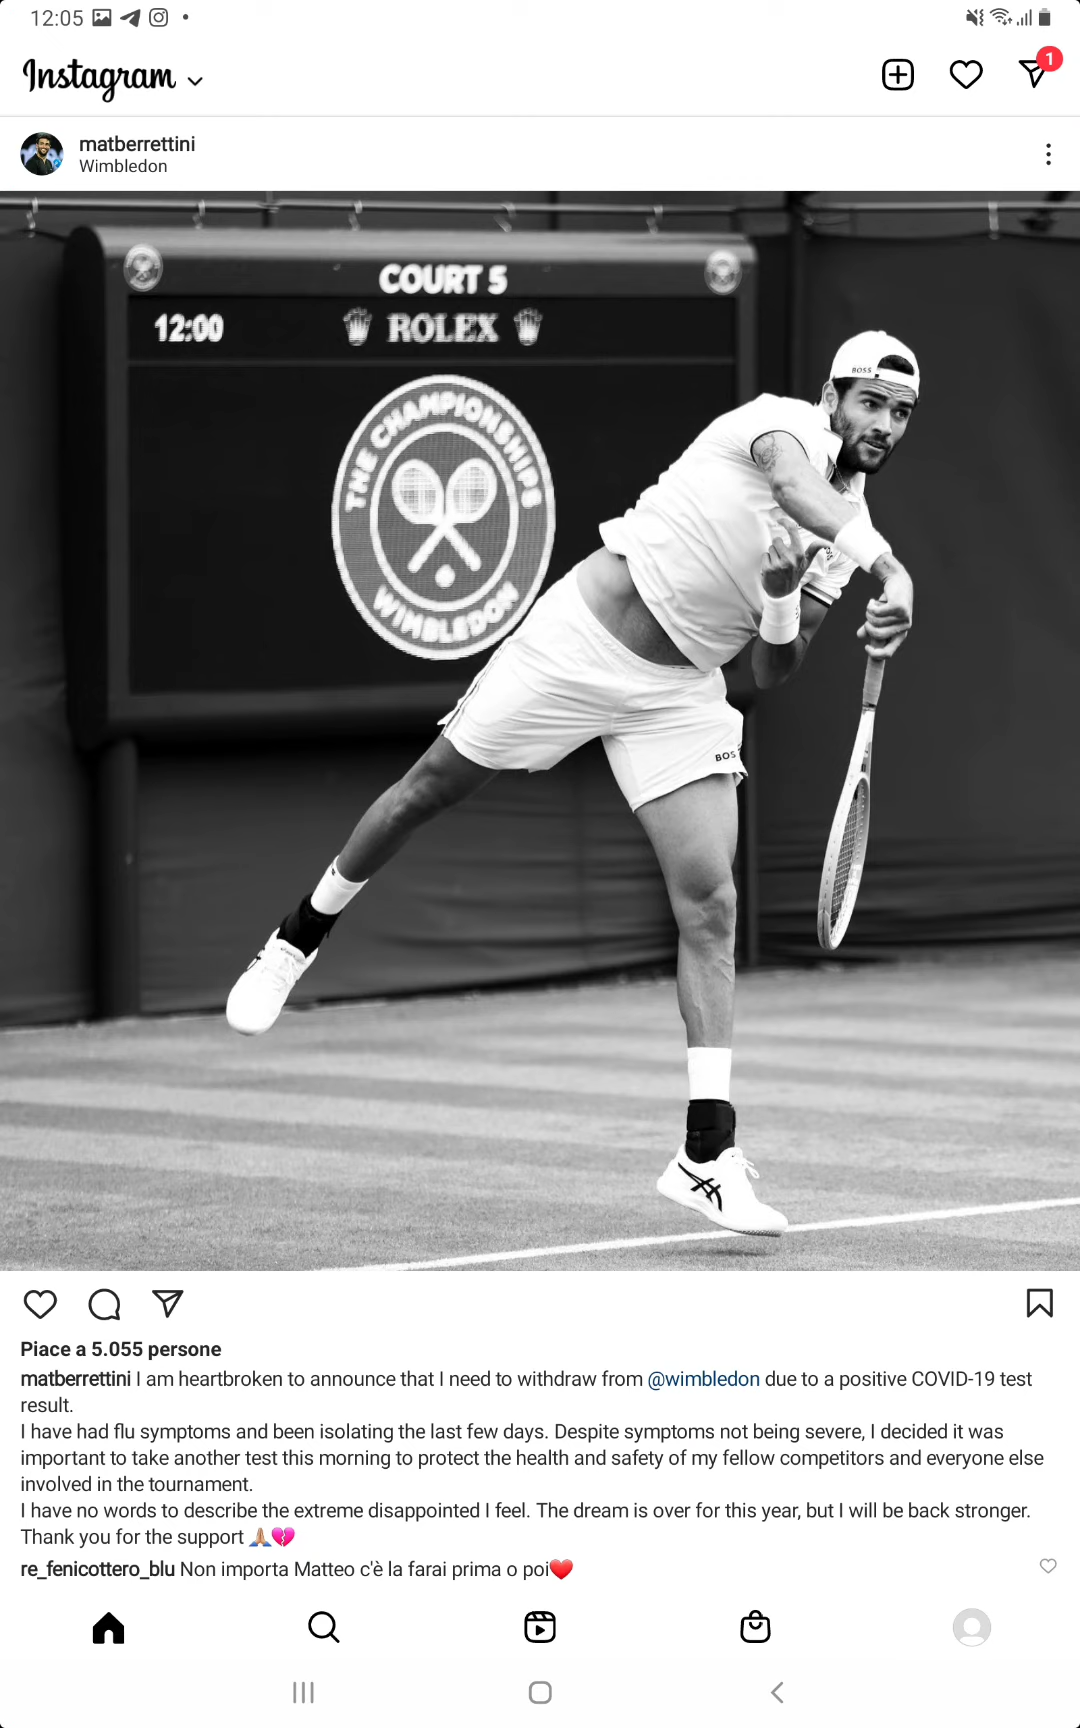 12:05
Instagram
1
matberrettini
Wimbledon
COURT 5
12:00 ROLEX
THE CHAMPIONSHIPS
WIMBLEDON
BOSS
BOS
Piace a 5.055 persone
matberrettini I am heartbroken to announce that I need to withdraw from @wimbledon due to a positive COVID-19 test
result.
I have had flu symptoms and been isolating the last few days. Despite symptoms not being severe, I decided it was
important to take another test this morning to protect the health and safety of my fellow competitors and everyone else
involved in the tournament.
I have no words to describe the extreme disappointed I feel. The dream is over for this year, but I will be back stronger.
Thank you for the support 🙏🏼💔
re_fenicottero_blu Non importa Matteo c'è la farai prima o poi❤️